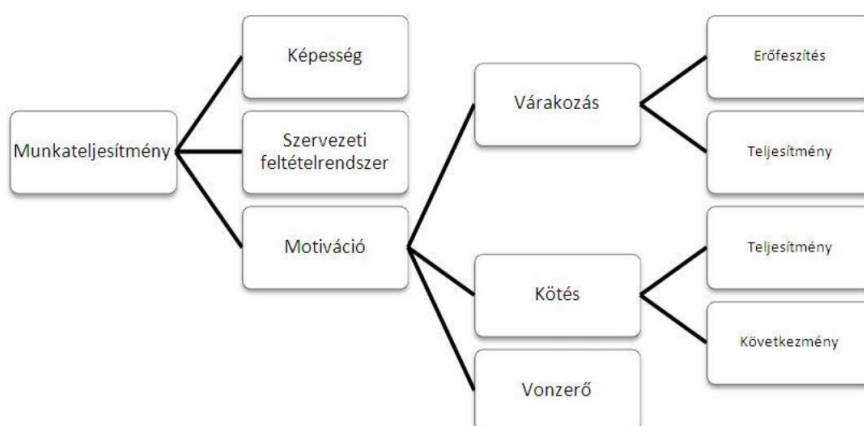 Munkateljesítmény
Képesség
Szervezeti
feltételrendszer
Motiváció
Várakozás
Kötés
Vonzerő
Erőfeszítés
Teljesítmény
Teljesítmény
Következmény